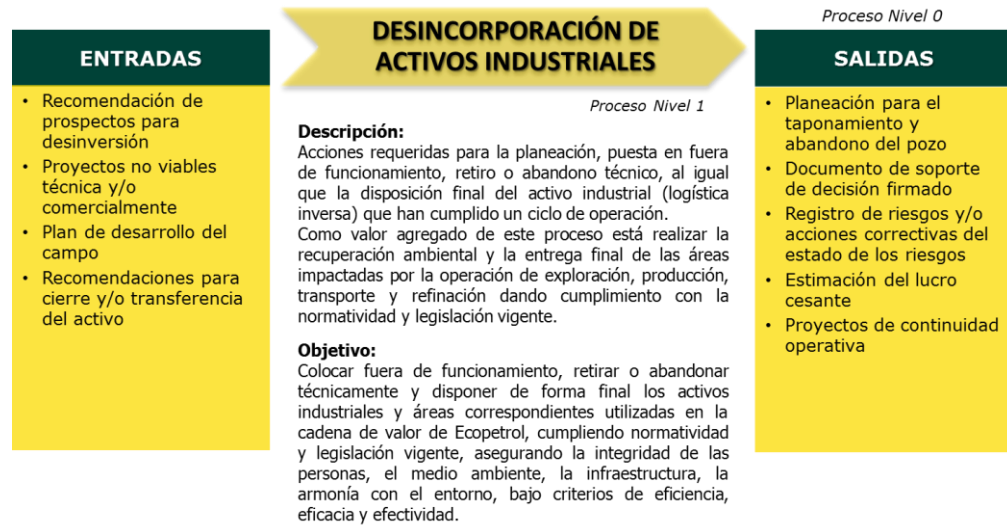 Proceso Nivel 0
ENTRADAS
• Recomendación de
prospectos para
desinversión
• Proyectos no viables
técnica y/o
comercialmente
• Plan de desarrollo del
campo
• Recomendaciones para
cierre y/o transferencia
del activo
DESINCORPORACIÓN DE
ACTIVOS INDUSTRIALES
Proceso Nivel 1
Descripción:
Acciones requeridas para la planeación, puesta en fuera
de funcionamiento, retiro o abandono técnico, al igual
que la disposición final del activo industrial (logística
inversa) que han cumplido un ciclo de operación.
Como valor agregado de este proceso está realizar la
recuperación ambiental y la entrega final de las áreas
impactadas por la operación de exploración, producción,
transporte y refinación dando cumplimiento con la
normatividad y legislación vigente.
Objetivo:
Colocar fuera de funcionamiento, retirar o abandonar
técnicamente y disponer de forma final los activos
industriales y áreas correspondientes utilizadas en la
cadena de valor de Ecopetrol, cumpliendo normatividad
y legislación vigente, asegurando la integridad de las
personas, el medio ambiente, la infraestructura, la
armonía con el entorno, bajo criterios de eficiencia,
eficacia y efectividad.
SALIDAS
• Planeación para el
taponamiento y
abandono del pozo
• Documento de soporte
de decisión firmado
• Registro de riesgos y/o
acciones correctivas del
estado de los riesgos
• Estimación del lucro
cesante
• Proyectos de continuidad
operativa